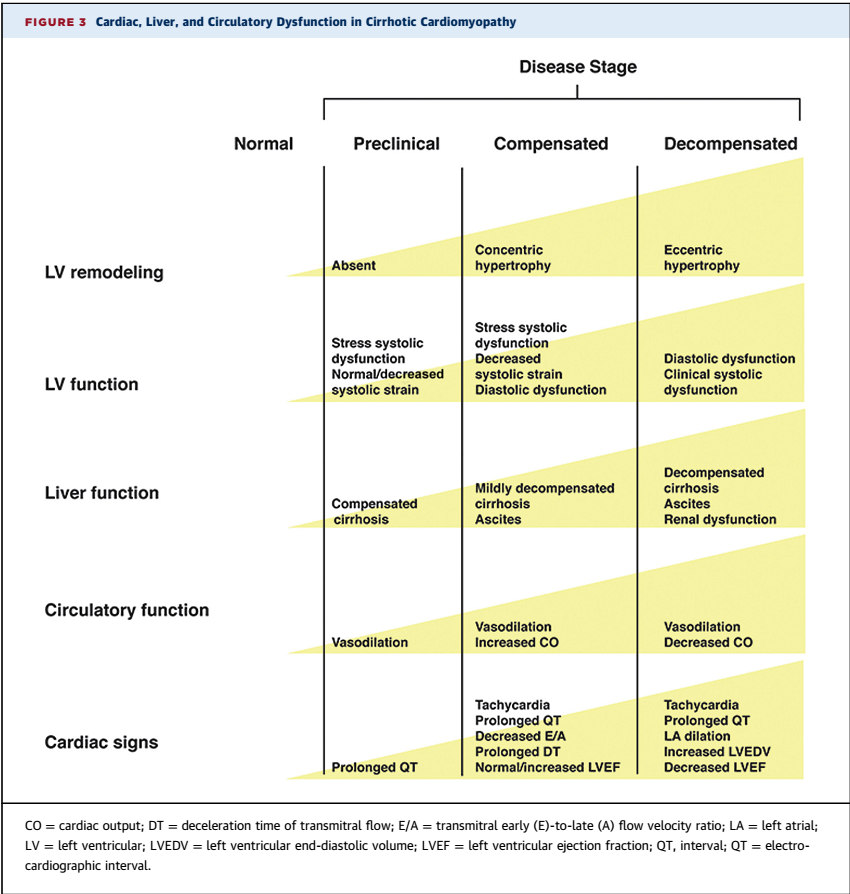 FIGURE 3 Cardiac, Liver, and Circulatory Dysfunction in Cirrhotic Cardiomyopathy
Disease Stage
Normal
Preclinical
Compensated
Decompensated
LV remodeling
Absent
Concentric
hypertrophy
Eccentric
hypertrophy
LV function
Stress systolic
dysfunction
Normal/decreased
systolic strain
Stress systolic
dysfunction
Decreased
systolic strain
Diastolic dysfunction
Diastolic dysfunction
Clinical systolic
dysfunction
Liver function
Compensated
cirrhosis
Mildly decompensated
cirrhosis
Ascites
Decompensated
cirrhosis
Ascites
Renal dysfunction
Circulatory function
Vasodilation
Vasodilation
Increased CO
Vasodilation
Decreased CO
Cardiac signs
Prolonged QT
Tachycardia
Prolonged QT
Decreased E/A
Prolonged DT
Normal/increased LVEF
Tachycardia
Prolonged QT
LA dilation
Increased LVEDV
Decreased LVEF
CO = cardiac output; DT = deceleration time of transmitral flow; E/A = transmitral early (E)-to-late (A) flow velocity ratio; LA = left atrial;
LV = left ventricular; LVEDV = left ventricular end-diastolic volume; LVEF = left ventricular ejection fraction; QT, interval; QT = electro-
cardiographic interval.